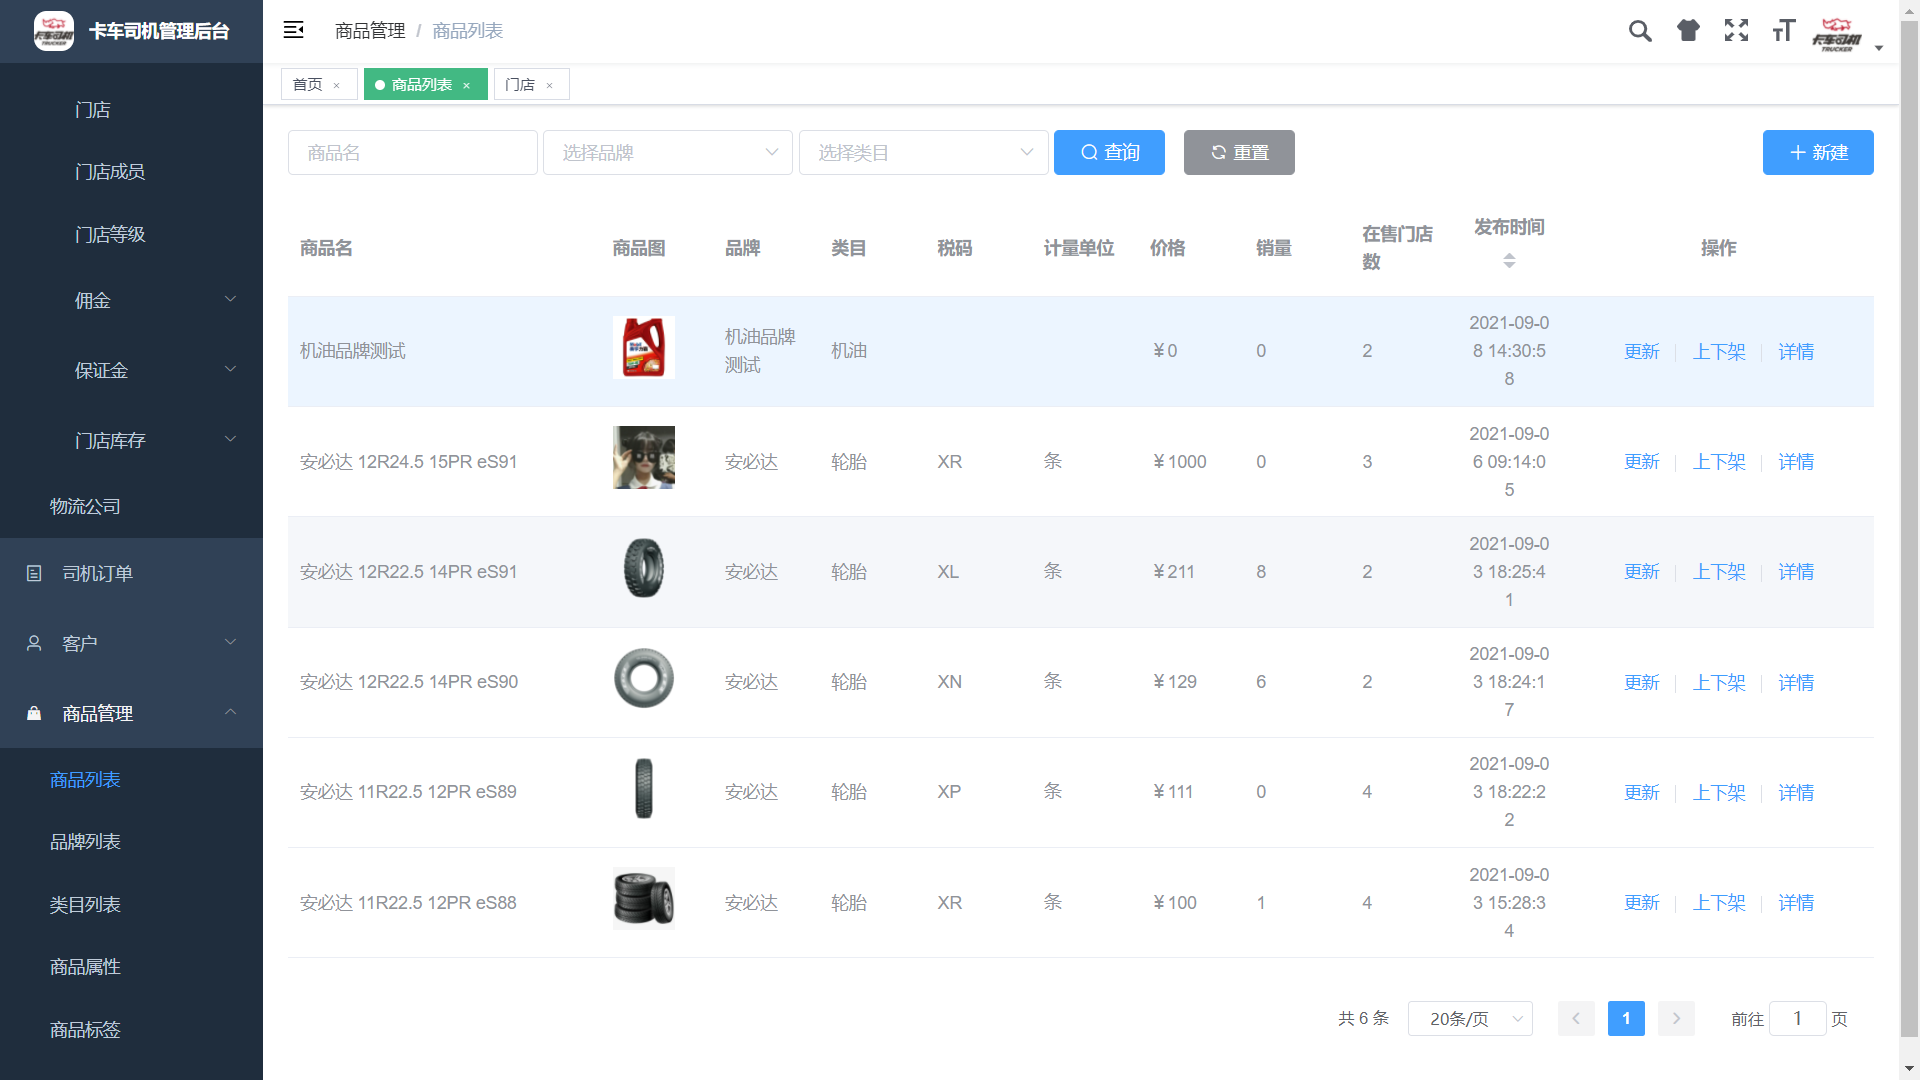 卡车司机管理后台
商品管理 / 商品列表
卡车司机
TRUCKER
首页 ×
商品列表 ×
门店 ×
门店
门店成员
门店等级
佣金
保证金
门店库存
物流公司
司机订单
客户
商品管理
商品列表
品牌列表
类目列表
商品属性
商品标签
商品名 选择品牌 选择类目 查询 重置 新建
商品名 商品图 品牌 类目 税码 计量单位 价格 销量 在售门店数 发布时间 操作
机油品牌测试 机油品牌测试 机油 ¥0 0 2 2021-09-08 14:30:58 更新 上下架 详情
安必达 12R24.5 15PR eS91 安必达 轮胎 XR 条 ¥1000 0 3 2021-09-06 09:14:05 更新 上下架 详情
安必达 12R22.5 14PR eS91 安必达 轮胎 XL 条 ¥211 8 2 2021-09-03 18:25:41 更新 上下架 详情
安必达 12R22.5 14PR eS90 安必达 轮胎 XN 条 ¥129 6 2 2021-09-03 18:24:17 更新 上下架 详情
安必达 11R22.5 12PR eS89 安必达 轮胎 XP 条 ¥111 0 4 2021-09-03 18:22:22 更新 上下架 详情
安必达 11R22.5 12PR eS88 安必达 轮胎 XR 条 ¥100 1 4 2021-09-03 15:28:34 更新 上下架 详情
共 6 条 20条/页 1 前往 1 页